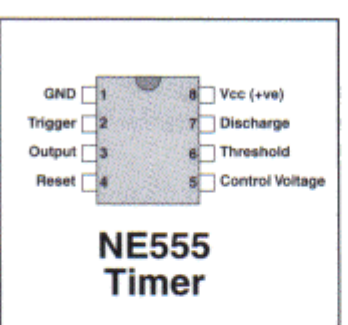 GND 1 8 Vcc (+ve)
Trigger 2 7 Discharge
Output 3 6 Threshold
Reset 4 5 Control Voltage
NE555
Timer